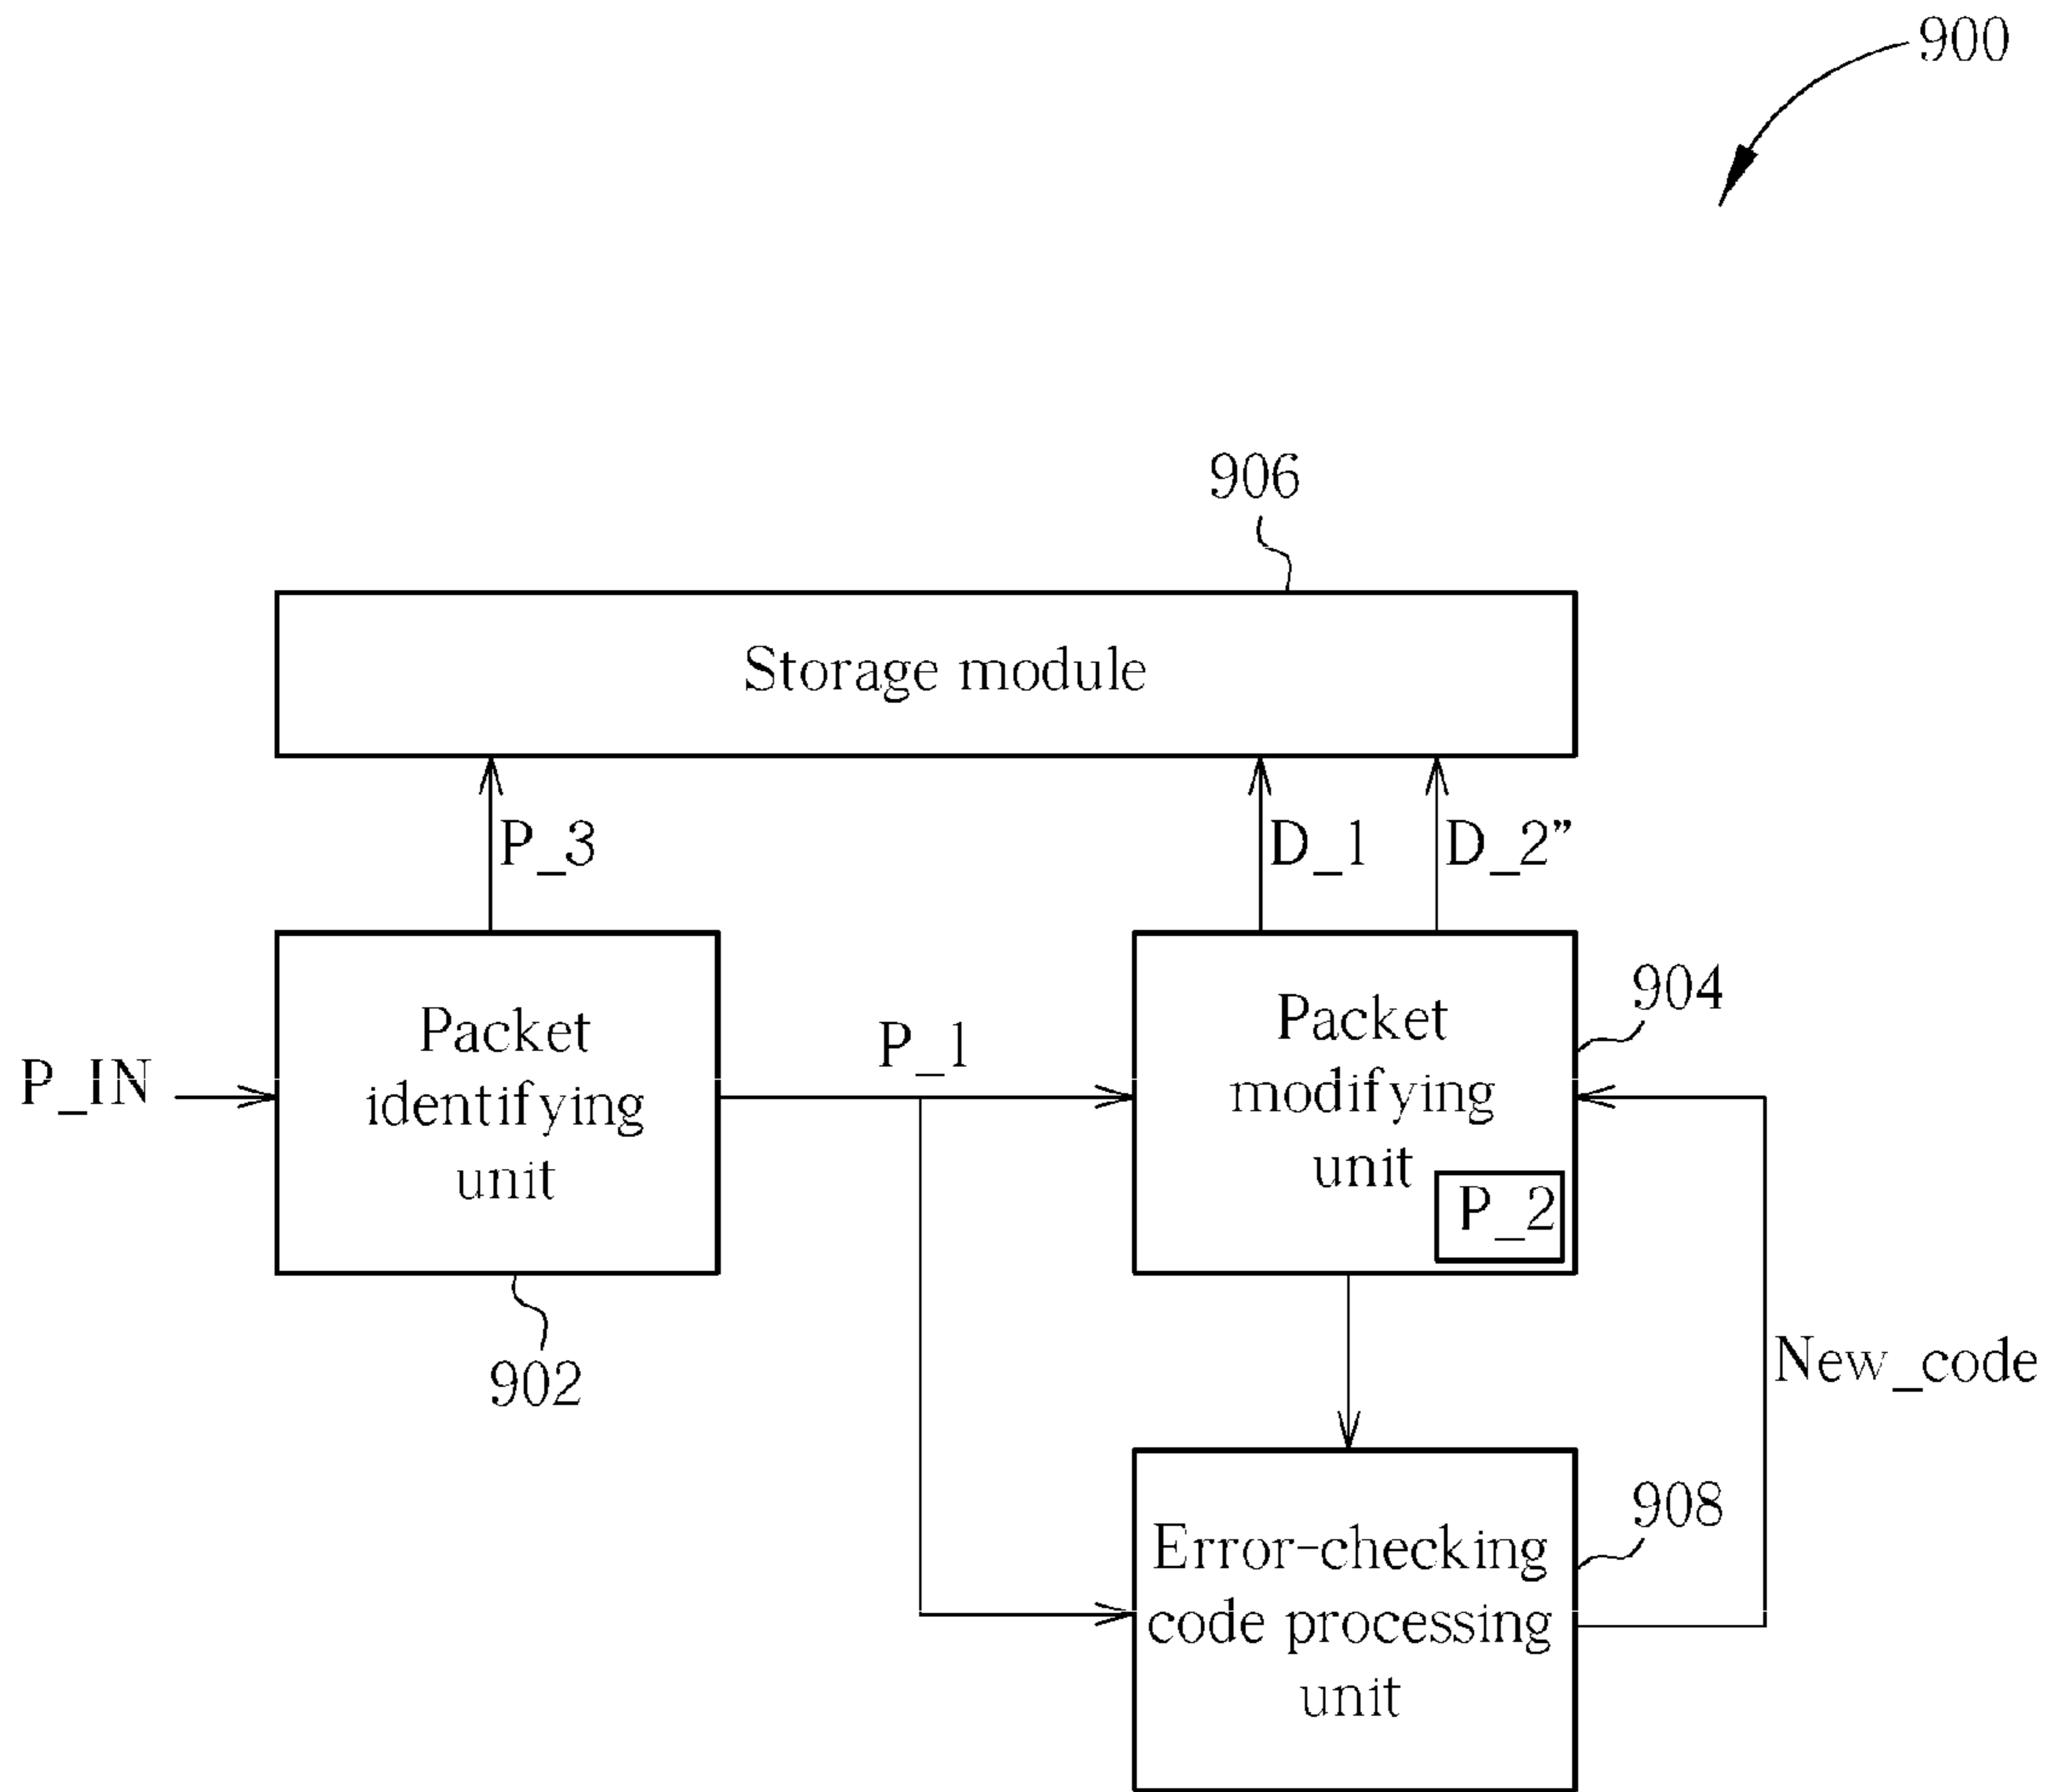 900
906
Storage module
P_3
D_1
D_2”
904
P_IN
Packet
identifying
unit
P_1
Packet
modifying
unit
P_2
902
New_code
908
Error-checking
code processing
unit